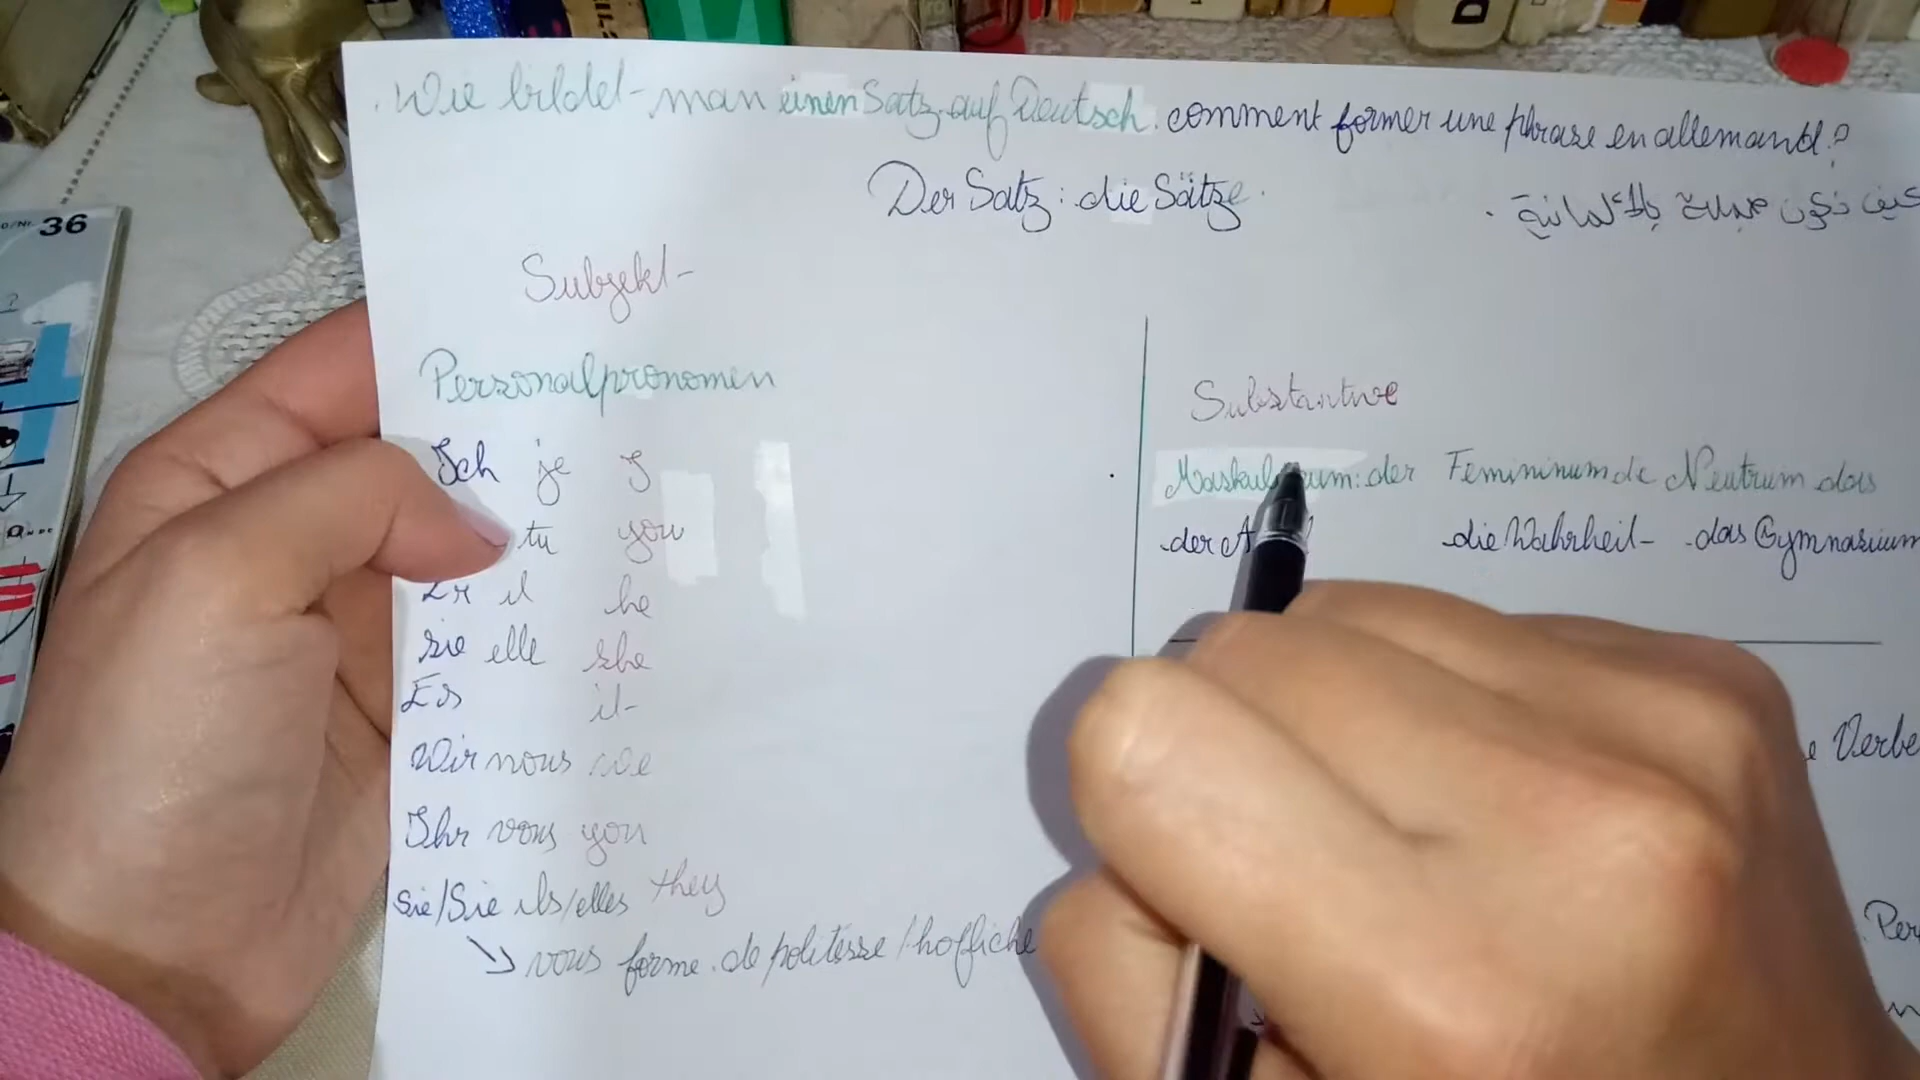 . Wie bildet man einen Satz auf Deutsch. comment former une phrase en allemand?
Der Satz : die Sätze.
كيف نكون جملة بالألمانية .
Subjekt
Personalpronomen
Ich je I
tu you
Er il he
sie elle she
Es it
Wir nous we
Ihr vous you
sie/Sie ils/elles they
vous forme de politesse /hoffiche
Substantive
der Femininum die Neutrum das
der die Wahrheit das Gymnasium
Verbe
36